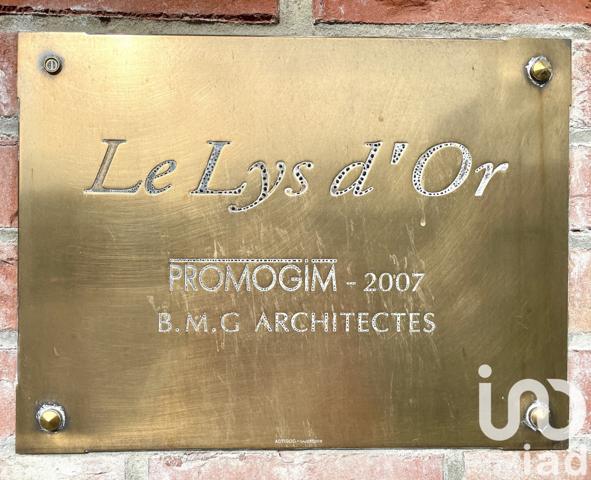 Le Lys d'Or
PROMOGIM - 2007
B.M.G ARCHITECTES
iad